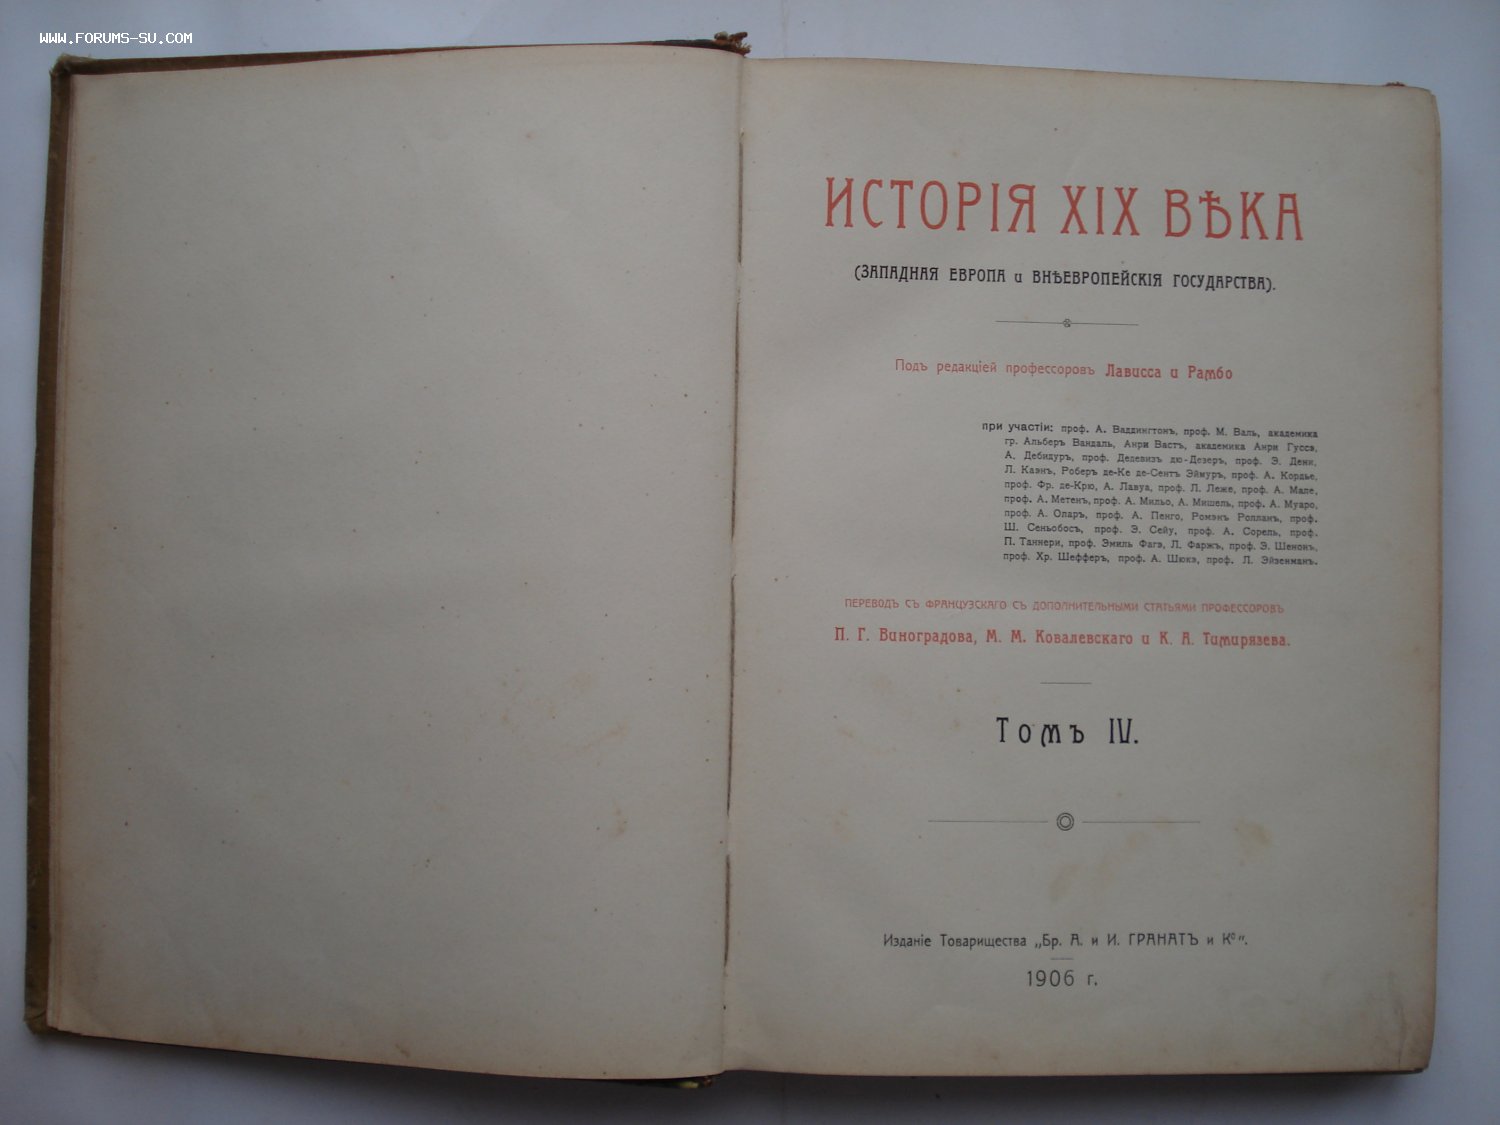 WWW.FORUMS-SU.COM
ИСТОРІЯ XIX ВѢКА
(ЗАПАДНАЯ ЕВРОПА и ВНѢЕВРОПЕЙСКІЯ ГОСУДАРСТВА).
Подъ редакціей профессоровъ Лависса и Рамбо
при участіи: проф. А. Ваддингтонъ, проф. М. Валь, академика
гр. Альберъ Вандаль, Анри Вастъ, академика Анри Гуссэ,
А. Дебидуръ, проф. Делевизъ дю-Дезеръ, проф. Э. Дени,
Л. Каэнъ, Роберъ де-Ке де-Сентъ Эймуръ, проф. А. Кордье,
проф. Фр. де-Крю, А. Лавуа, проф. Л. Леже, проф. А. Мале,
проф. А. Метенъ, проф. А. Мильо, А. Мишель, проф. А. Муаро,
проф. А. Оларъ, проф. А. Пенго, Ромэнъ Ролланъ, проф.
Ш. Сеньобосъ, проф. Э. Сейу, проф. А. Сорель, проф.
П. Таннери, проф. Эмиль Фагэ, Л. Фаржъ, проф. Э. Шенонъ,
проф. Хр. Шефферъ, проф. А. Шюкэ, проф. Л. Эйзенманъ.
ПЕРЕВОДЪ СЪ ФРАНЦУЗСКАГО СЪ ДОПОЛНИТЕЛЬНЫМИ СТАТЬЯМИ ПРОФЕССОРОВЪ
П. Г. Виноградова, М. М. Ковалевскаго и К. А. Тимирязева.
Томъ IV.
Изданіе Товарищества „Бр. А. и И. ГРАНАТЪ и Кº".
1906 г.